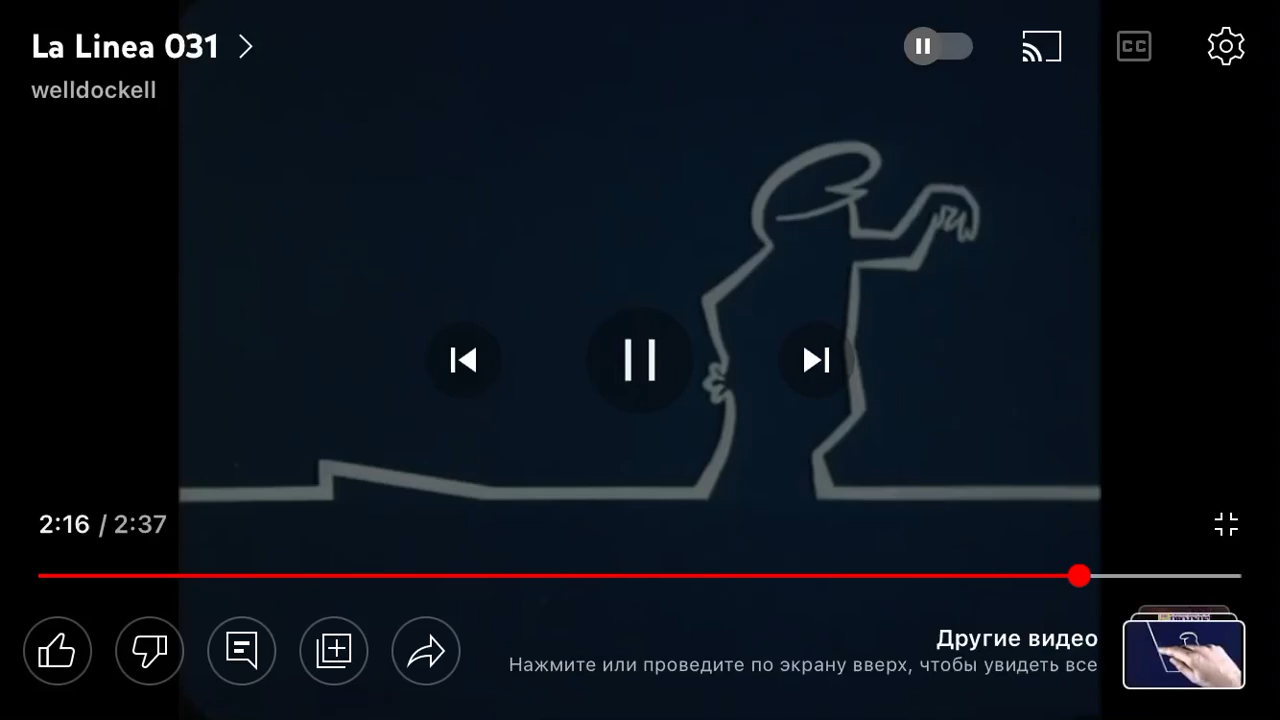 La Linea 031
welldockell
CC
2:16 / 2:37
Другие видео
Нажмите или проведите по экрану вверх, чтобы увидеть все